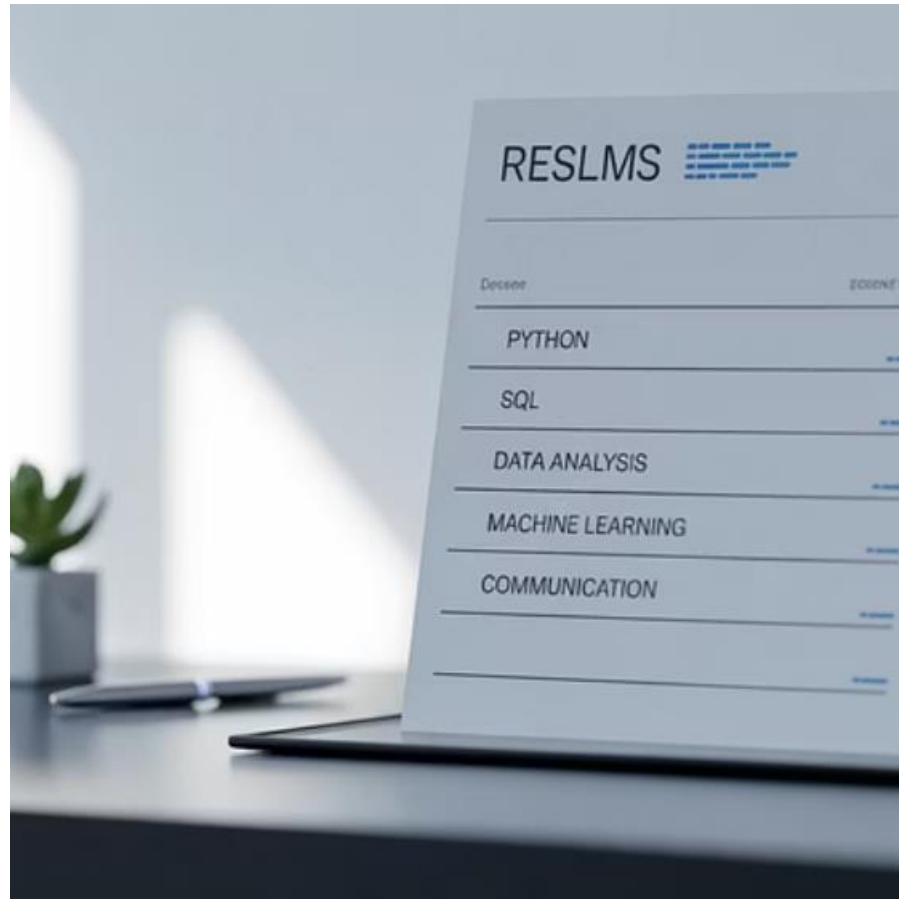 RESLMS
PYTHON
SQL
DATA ANALYSIS
MACHINE LEARNING
COMMUNICATION